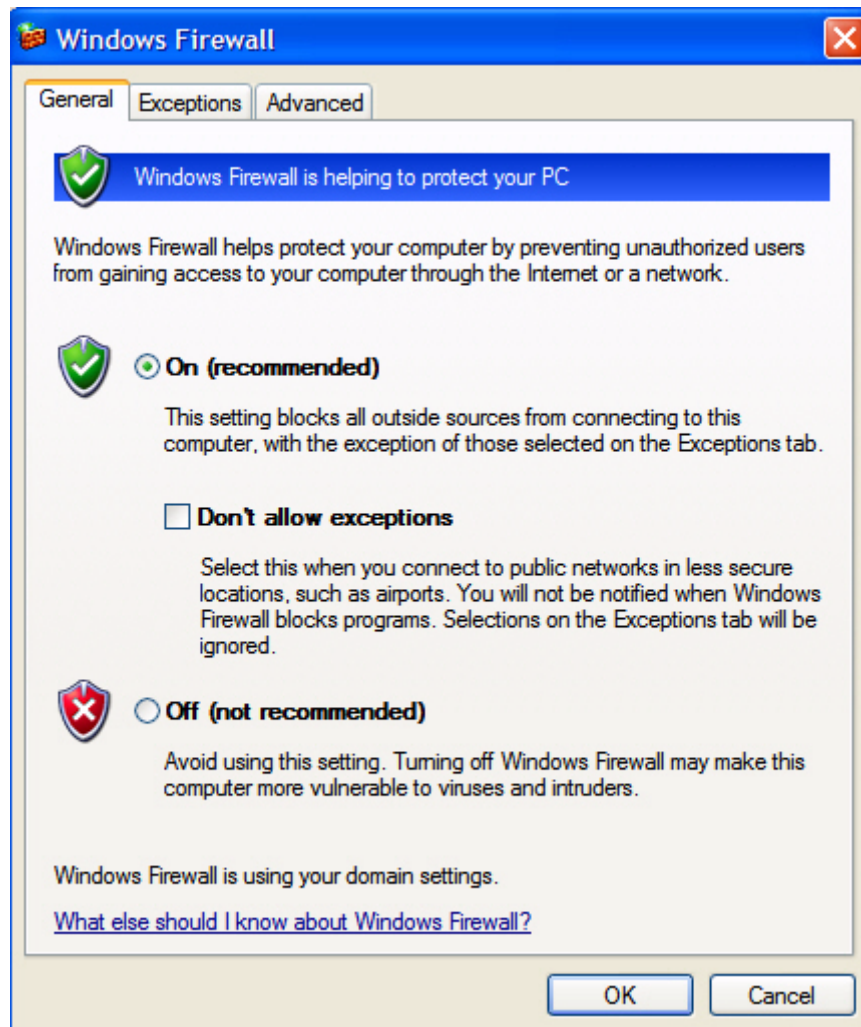 Windows Firewall
General Exceptions Advanced
Windows Firewall is helping to protect your PC
Windows Firewall helps protect your computer by preventing unauthorized users
from gaining access to your computer through the Internet or a network.
On (recommended)
This setting blocks all outside sources from connecting to this
computer, with the exception of those selected on the Exceptions tab.
Don't allow exceptions
Select this when you connect to public networks in less secure
locations, such as airports. You will not be notified when Windows
Firewall blocks programs. Selections on the Exceptions tab will be
ignored.
Off (not recommended)
Avoid using this setting. Turning off Windows Firewall may make this
computer more vulnerable to viruses and intruders.
Windows Firewall is using your domain settings.
What else should I know about Windows Firewall?
OK Cancel